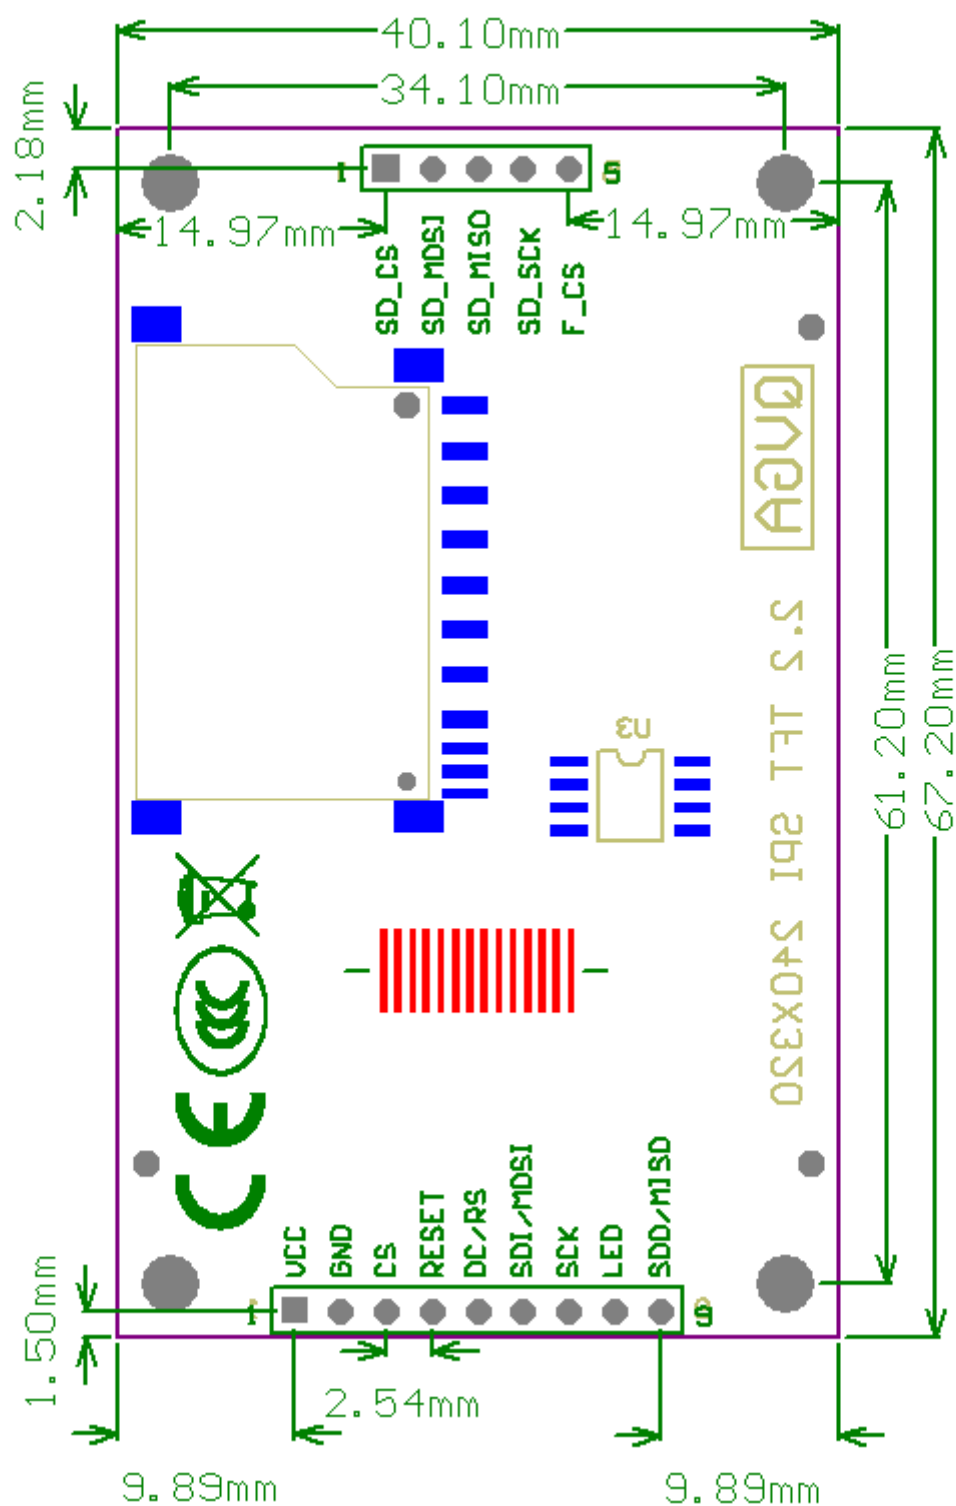 40.10mm
34.10mm
2.18mm
1
5
14.97mm
14.97mm
SD_CS
SD_MOSI
SD_MISO
SD_SCK
F_CS
QVGA
2.2 TFT SPI 240X320
U3
61.20mm
67.20mm
CE
VCC
GND
CS
RESET
DC/RS
SDI/MOSI
SCK
LED
SDO/MISO
1
9
1.50mm
2.54mm
9.89mm
9.89mm